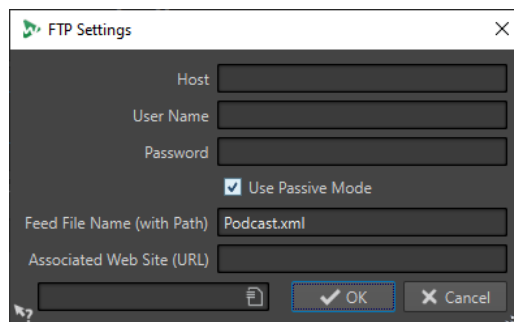 FTP Settings
Host
User Name
Password
Use Passive Mode
Feed File Name (with Path) Podcast.xml
Associated Web Site (URL)
OK Cancel